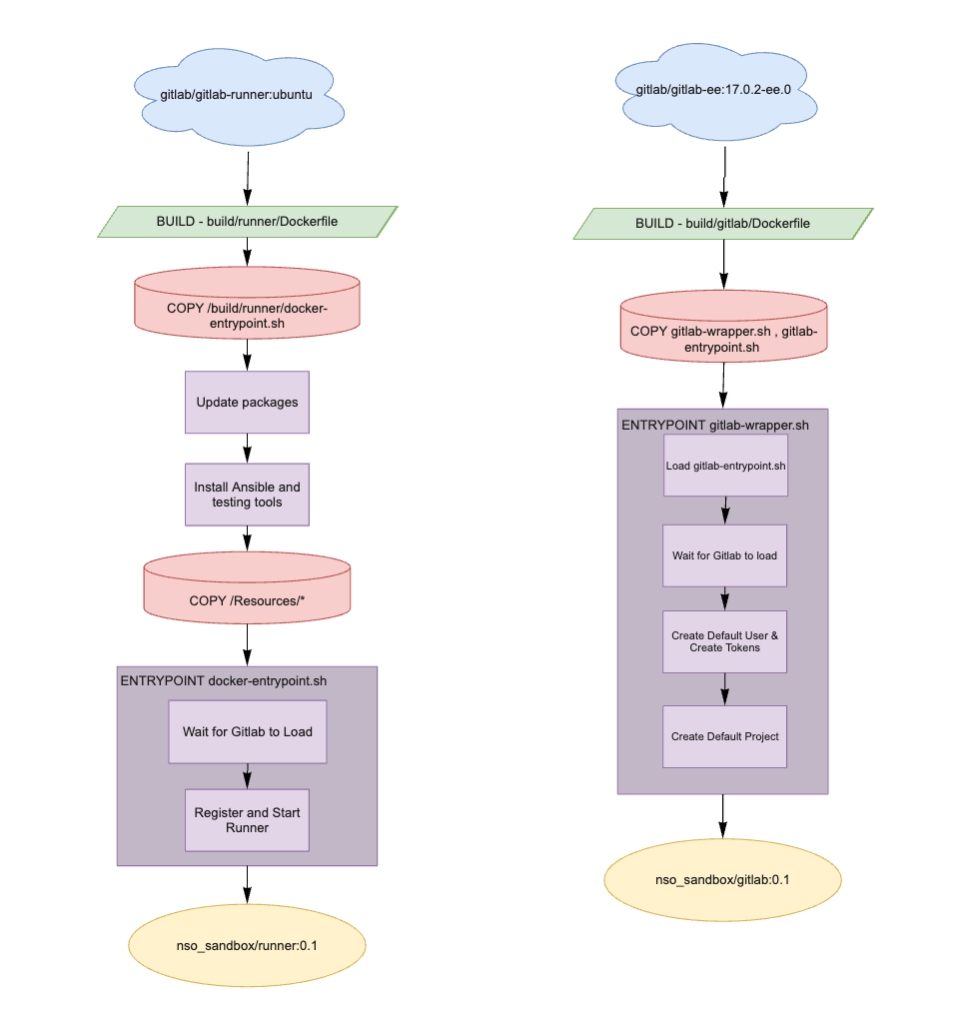 gitlab/gitlab-runner:ubuntu
BUILD - build/runner/Dockerfile
COPY /build/runner/docker-
entrypoint.sh
Update packages
Install Ansible and
testing tools
COPY /Resources/*
ENTRYPOINT docker-entrypoint.sh
Wait for Gitlab to Load
Register and Start
Runner
nso_sandbox/runner:0.1
gitlab/gitlab-ee:17.0.2-ee.0
BUILD - build/gitlab/Dockerfile
COPY gitlab-wrapper.sh , gitlab-
entrypoint.sh
ENTRYPOINT gitlab-wrapper.sh
Load gitlab-entrypoint.sh
Wait for Gitlab to load
Create Default User &
Create Tokens
Create Default Project
nso_sandbox/gitlab:0.1